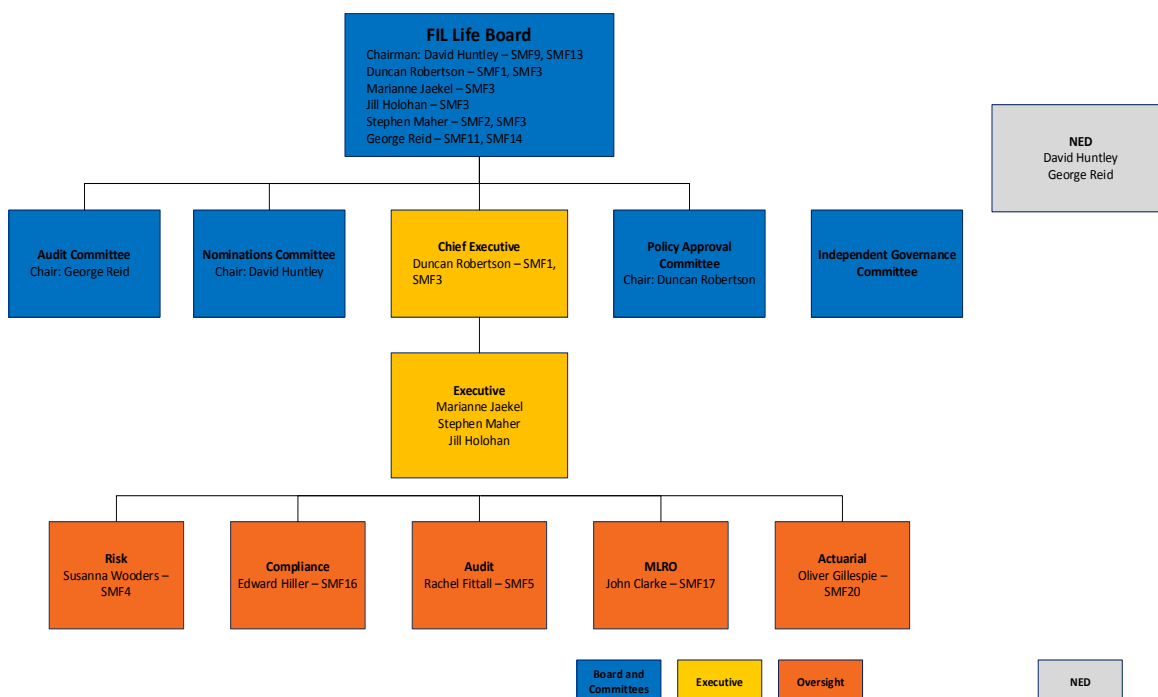 FIL Life Board
Chairman: David Huntley – SMF9, SMF13
Duncan Robertson – SMF1, SMF3
Marianne Jaekel – SMF3
Jill Holohan – SMF3
Stephen Maher – SMF2, SMF3
George Reid – SMF11, SMF14
NED
David Huntley
George Reid
Audit Committee
Chair: George Reid
Nominations Committee
Chair: David Huntley
Chief Executive
Duncan Robertson – SMF1,
SMF3
Policy Approval
Committee
Chair: Duncan Robertson
Independent Governance
Committee
Executive
Marianne Jaekel
Stephen Maher
Jill Holohan
Risk
Susanna Wooders –
SMF4
Compliance
Edward Hiller – SMF16
Audit
Rachel Fittall – SMF5
MLRO
John Clarke – SMF17
Actuarial
Oliver Gillespie –
SMF20
Board and
Committees
Executive
Oversight
NED